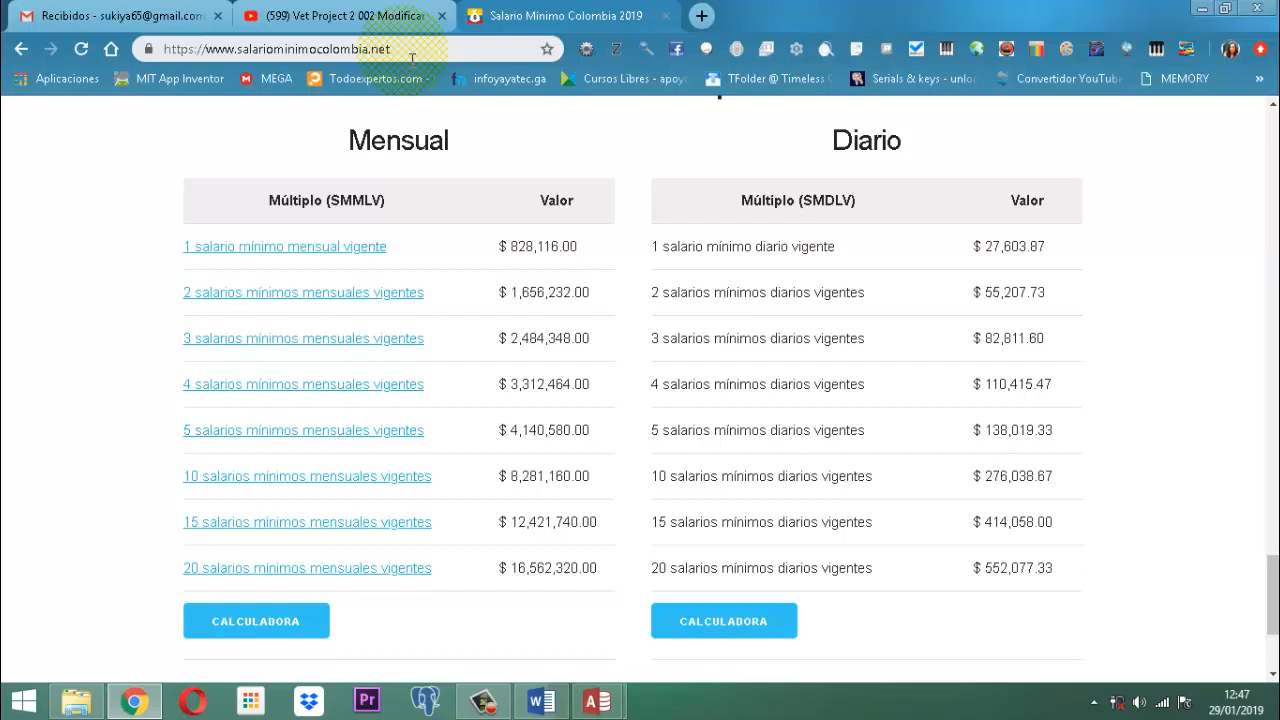 Recibidos - sukiya65@gmail.com
(599) Vet Project 2 002 Modificar
Salario Mínimo Colombia 2019
https://www.salariominimocolombia.net
Aplicaciones
MIT App Inventor
MEGA
Todoexpertos.com -
infoyayatec.ga
Cursos Libres - apoyo
TFolder @ Timeless
Serials & keys - unlo
Convertidor YouTube
MEMORY
Mensual
Diario
Múltiplo (SMMLV) Valor
1 salario mínimo mensual vigente $ 828,116.00
2 salarios mínimos mensuales vigentes $ 1,656,232.00
3 salarios mínimos mensuales vigentes $ 2,484,348.00
4 salarios mínimos mensuales vigentes $ 3,312,464.00
5 salarios mínimos mensuales vigentes $ 4,140,580.00
10 salarios mínimos mensuales vigentes $ 8,281,160.00
15 salarios mínimos mensuales vigentes $ 12,421,740.00
20 salarios mínimos mensuales vigentes $ 16,562,320.00
CALCULADORA
Múltiplo (SMDLV) Valor
1 salario mínimo diario vigente $ 27,603.87
2 salarios mínimos diarios vigentes $ 55,207.73
3 salarios mínimos diarios vigentes $ 82,811.60
4 salarios mínimos diarios vigentes $ 110,415.47
5 salarios mínimos diarios vigentes $ 138,019.33
10 salarios mínimos diarios vigentes $ 276,038.67
15 salarios mínimos diarios vigentes $ 414,058.00
20 salarios mínimos diarios vigentes $ 552,077.33
CALCULADORA
Pr
12:47
29/01/2019